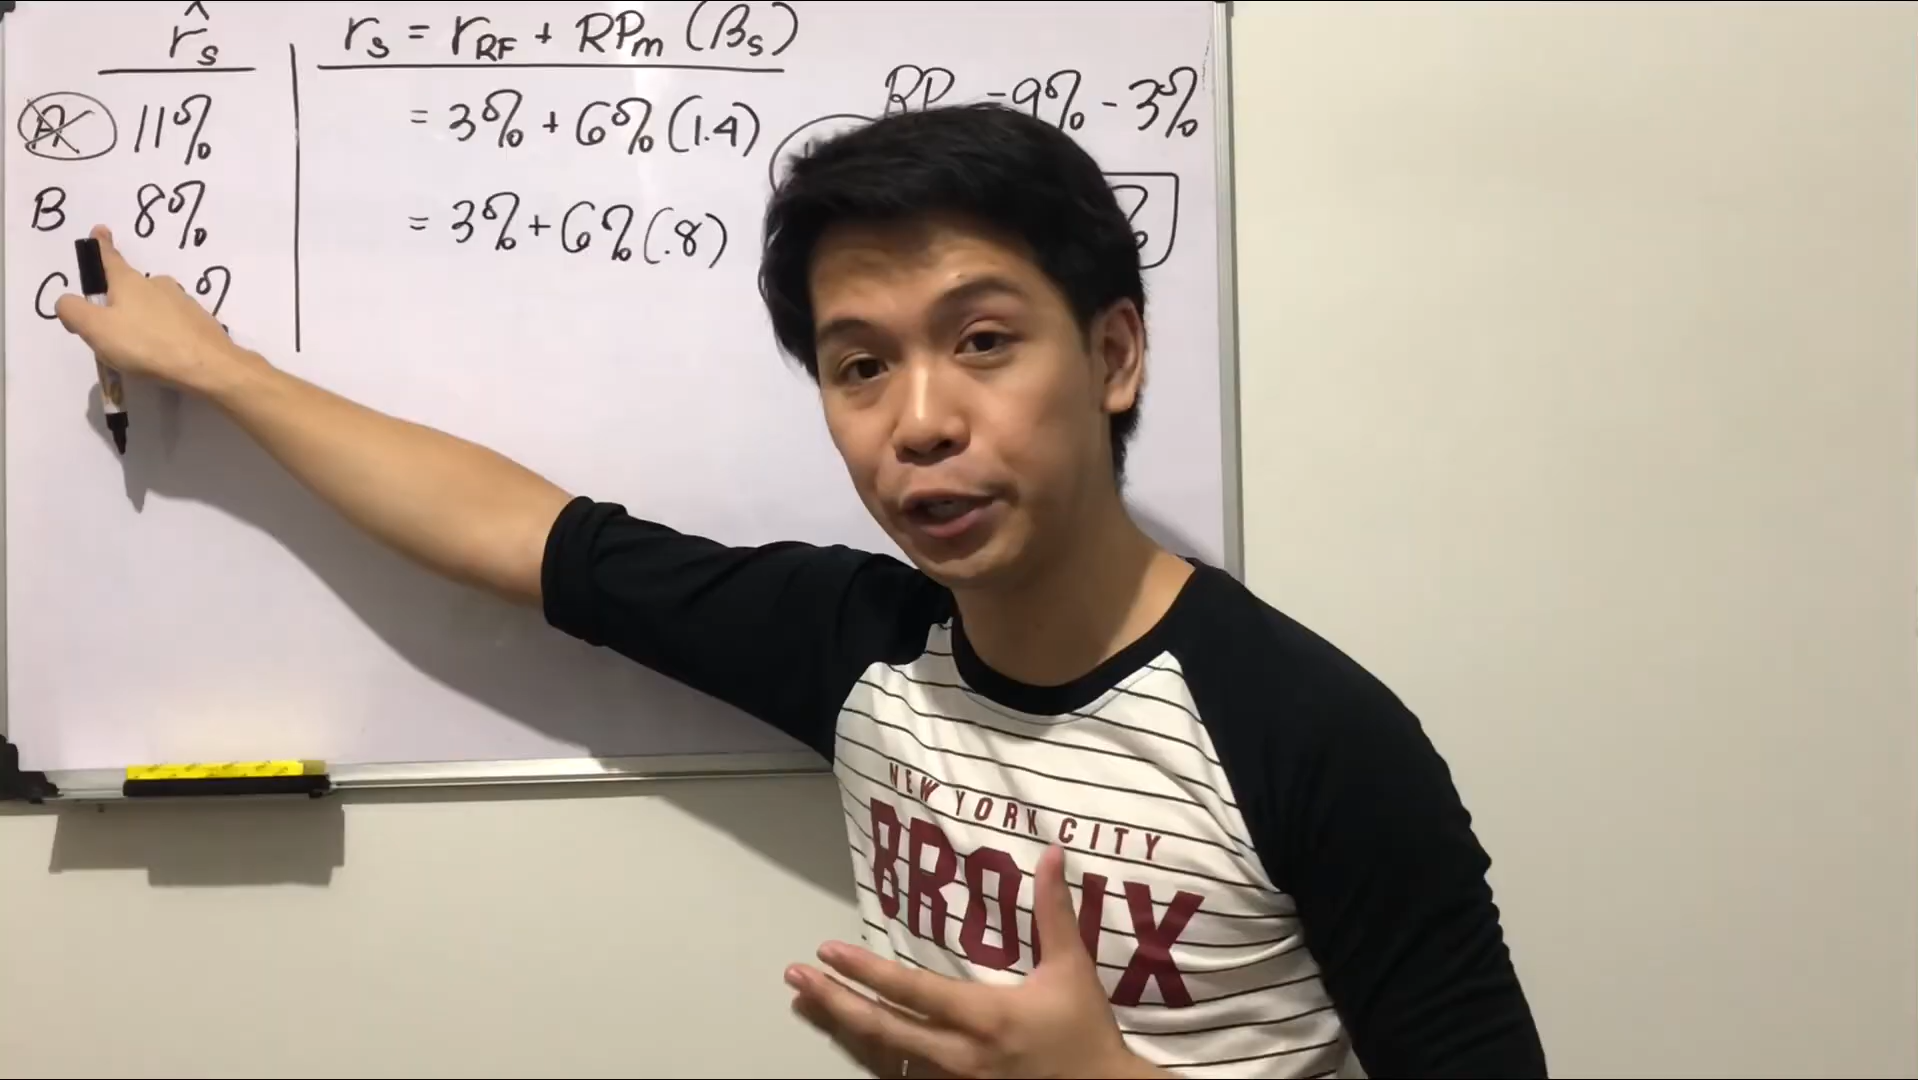 r̂s
rs = rRF + RPm (βs)
A 11% = 3% + 6% (1.4)
RP = 9% - 3%
B 8% = 3% + 6% (.8)
C %
NEW YORK CITY
BRONX